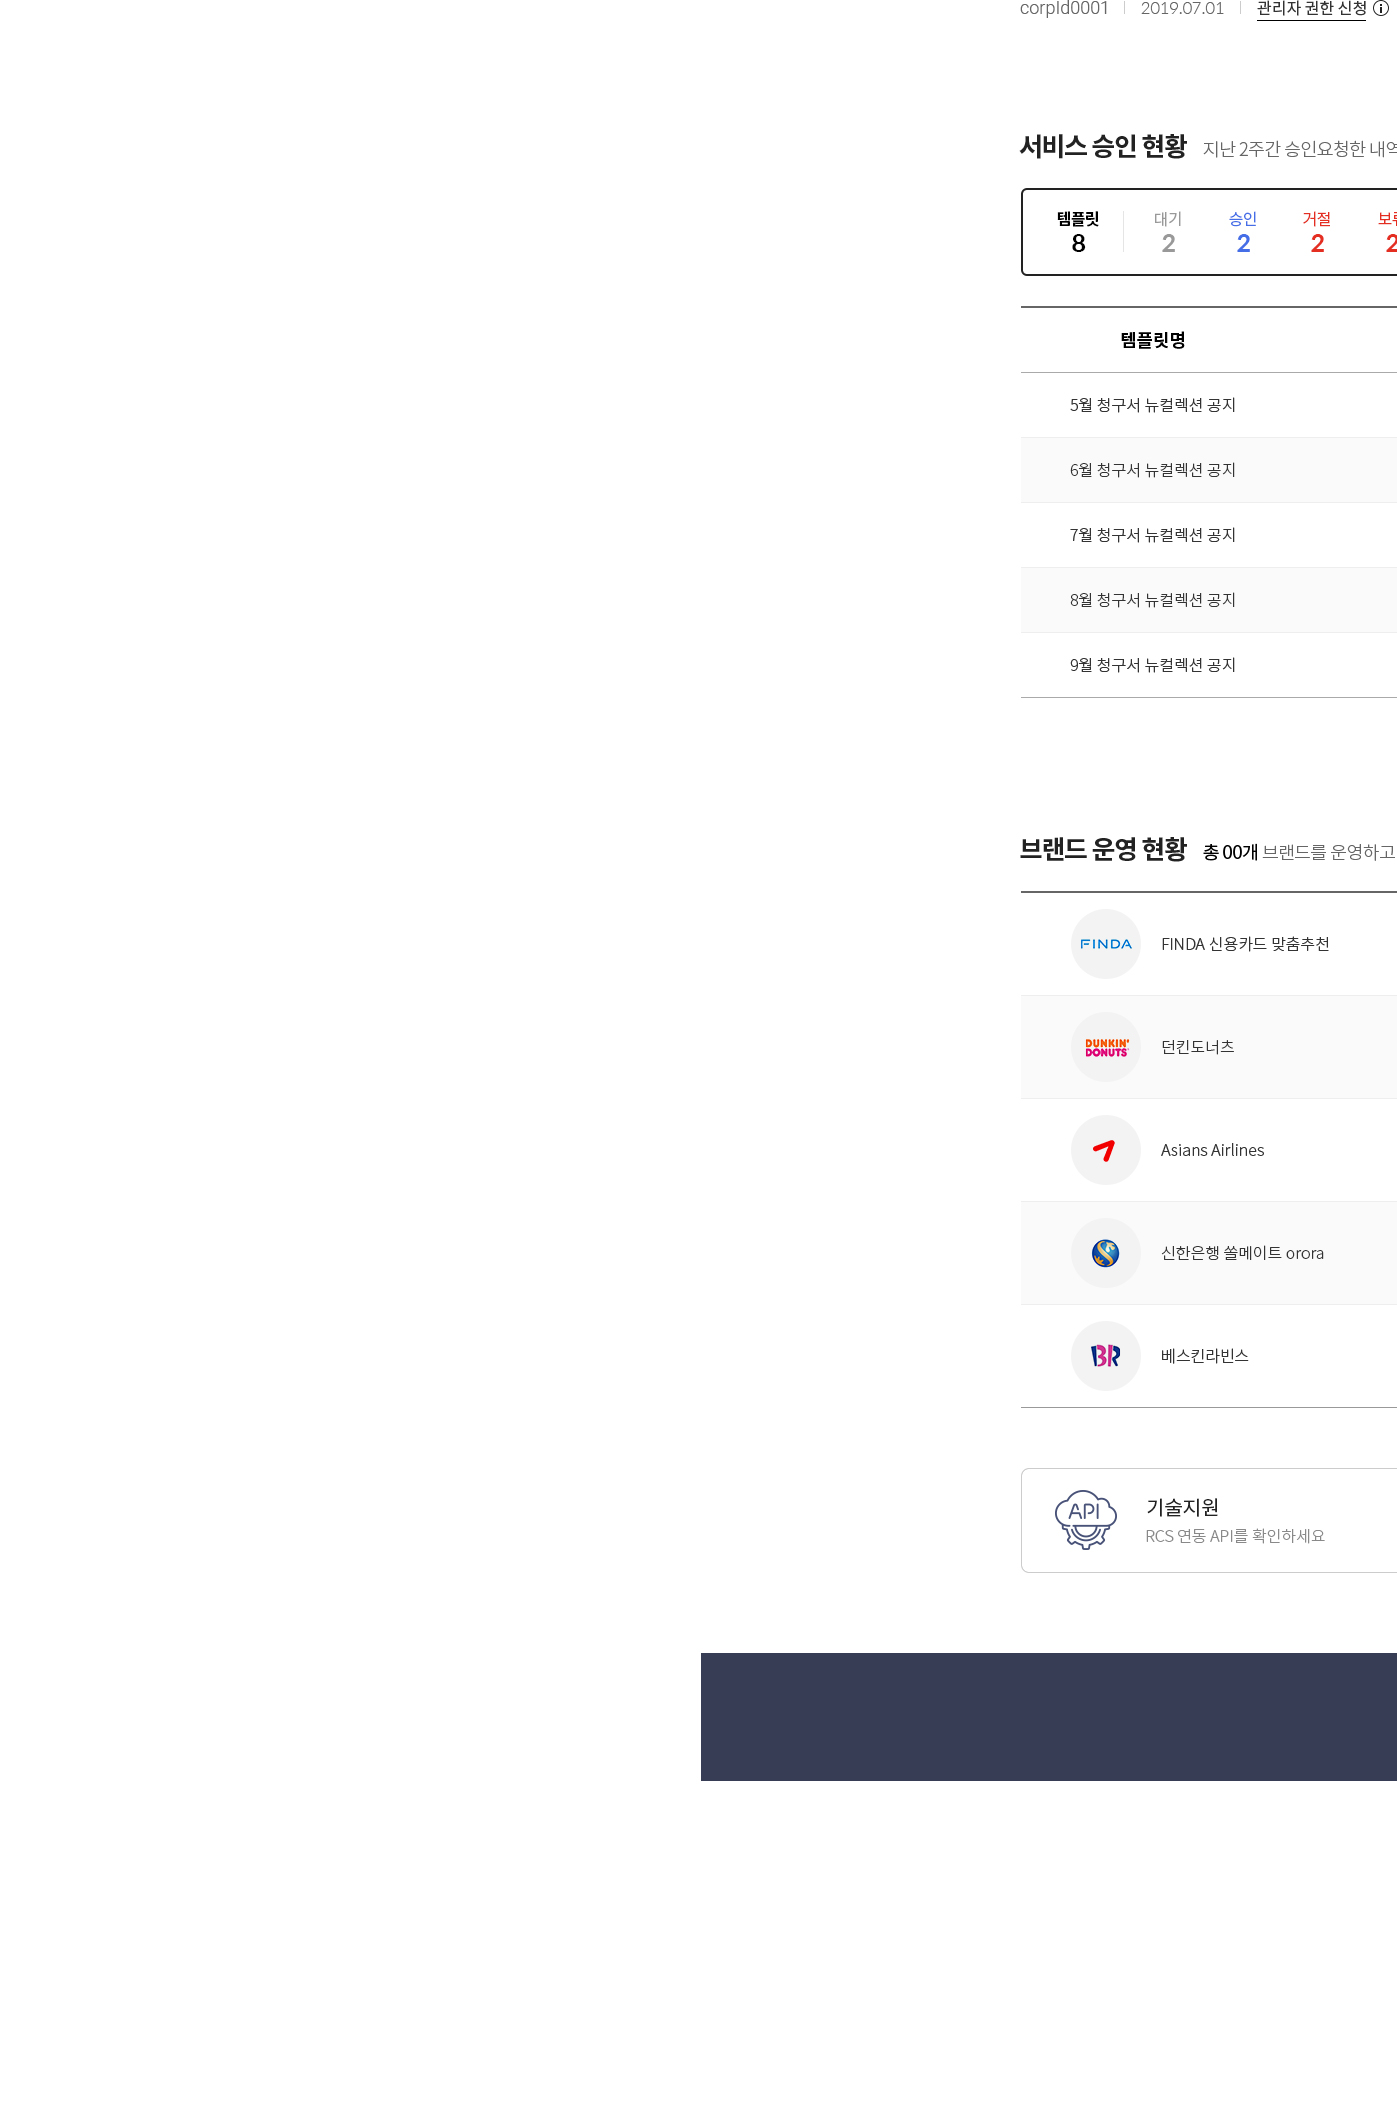 corpId0001 2019.07.01 관리자 권한 신청
서비스 승인 현황 지난 2주간 승인요청한 내역
템플릿 대기 승인 거절
8 2 2 2 2
템플릿명
5월 청구서 뉴컬렉션 공지
6월 청구서 뉴컬렉션 공지
7월 청구서 뉴컬렉션 공지
8월 청구서 뉴컬렉션 공지
9월 청구서 뉴컬렉션 공지
브랜드 운영 현황 총 00개 브랜드를 운영하고
FINDA FINDA 신용카드 맞춤추천
DUNKIN'
DONUTS 던킨도너츠
Asians Airlines
신한은행 쏠메이트 orora
BR 베스킨라빈스
API 기술지원
RCS 연동 API를 확인하세요